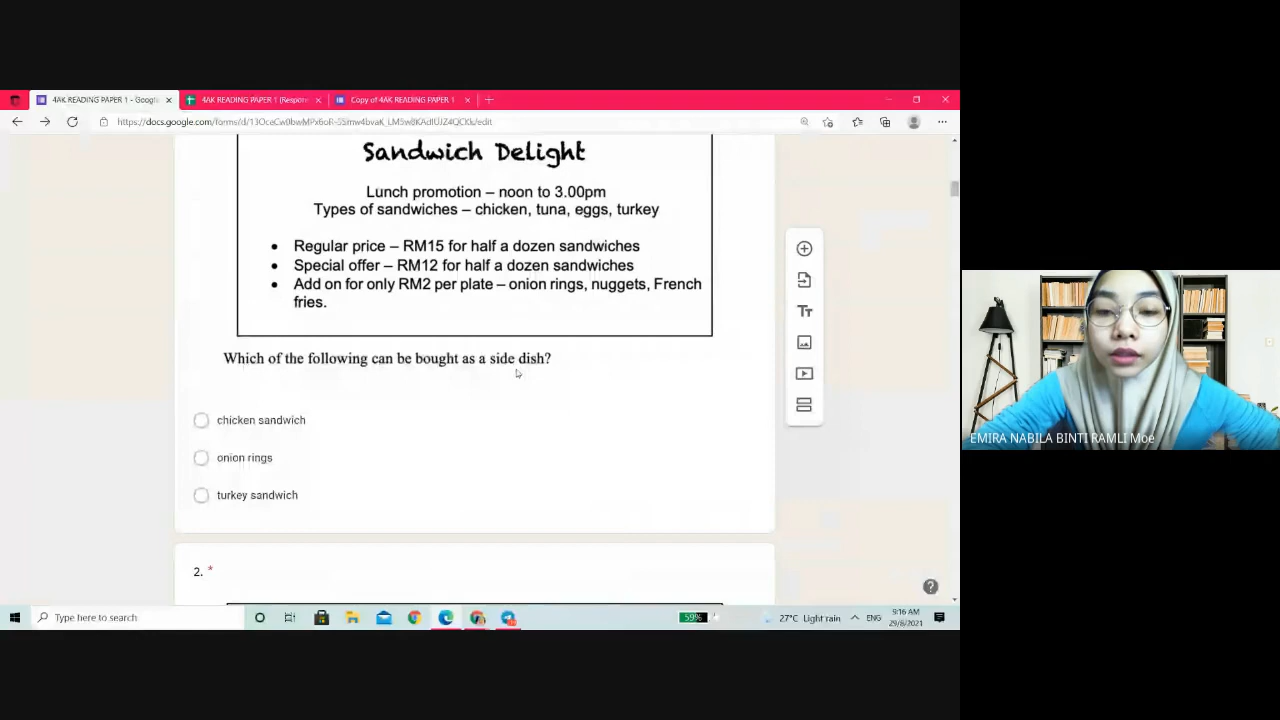 4AK READING PAPER 1 - Google
4AK READING PAPER 1 (Respon
Copy of 4AK READING PAPER 1
Sandwich Delight
Lunch promotion – noon to 3.00pm
Types of sandwiches – chicken, tuna, eggs, turkey
• Regular price – RM15 for half a dozen sandwiches
• Special offer – RM12 for half a dozen sandwiches
• Add on for only RM2 per plate – onion rings, nuggets, French
fries.
Which of the following can be bought as a side dish?
chicken sandwich
onion rings
turkey sandwich
2. *
EMIRA NABILA BINTI RAMLI Moe
Type here to search
59%
27°C Light rain
ENG
9:16 AM
29/8/2021